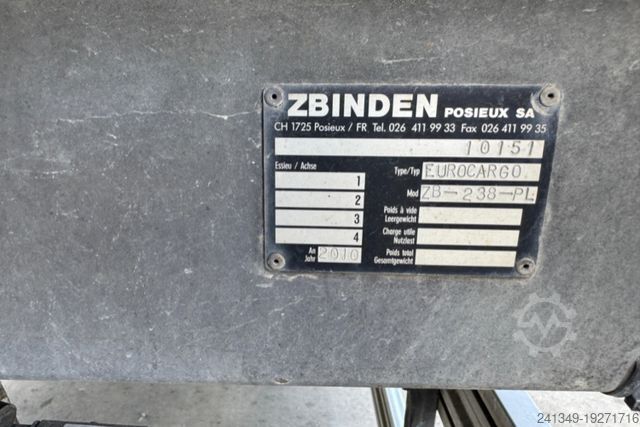 ZBINDEN POSIEUX SA
CH 1725 Posieux / FR Tel. 026 411 99 33 Fax 026 411 99 35
10151
Essieu / Achse
Type/Typ EUROCARGO
1
Mod ZB-238-PL
2
Poids à vide
Leergewicht
3
Charge utile
Nutzlest
4
An
Jahr 2010
Poids total
Gesamtgewicht
241349-19271716